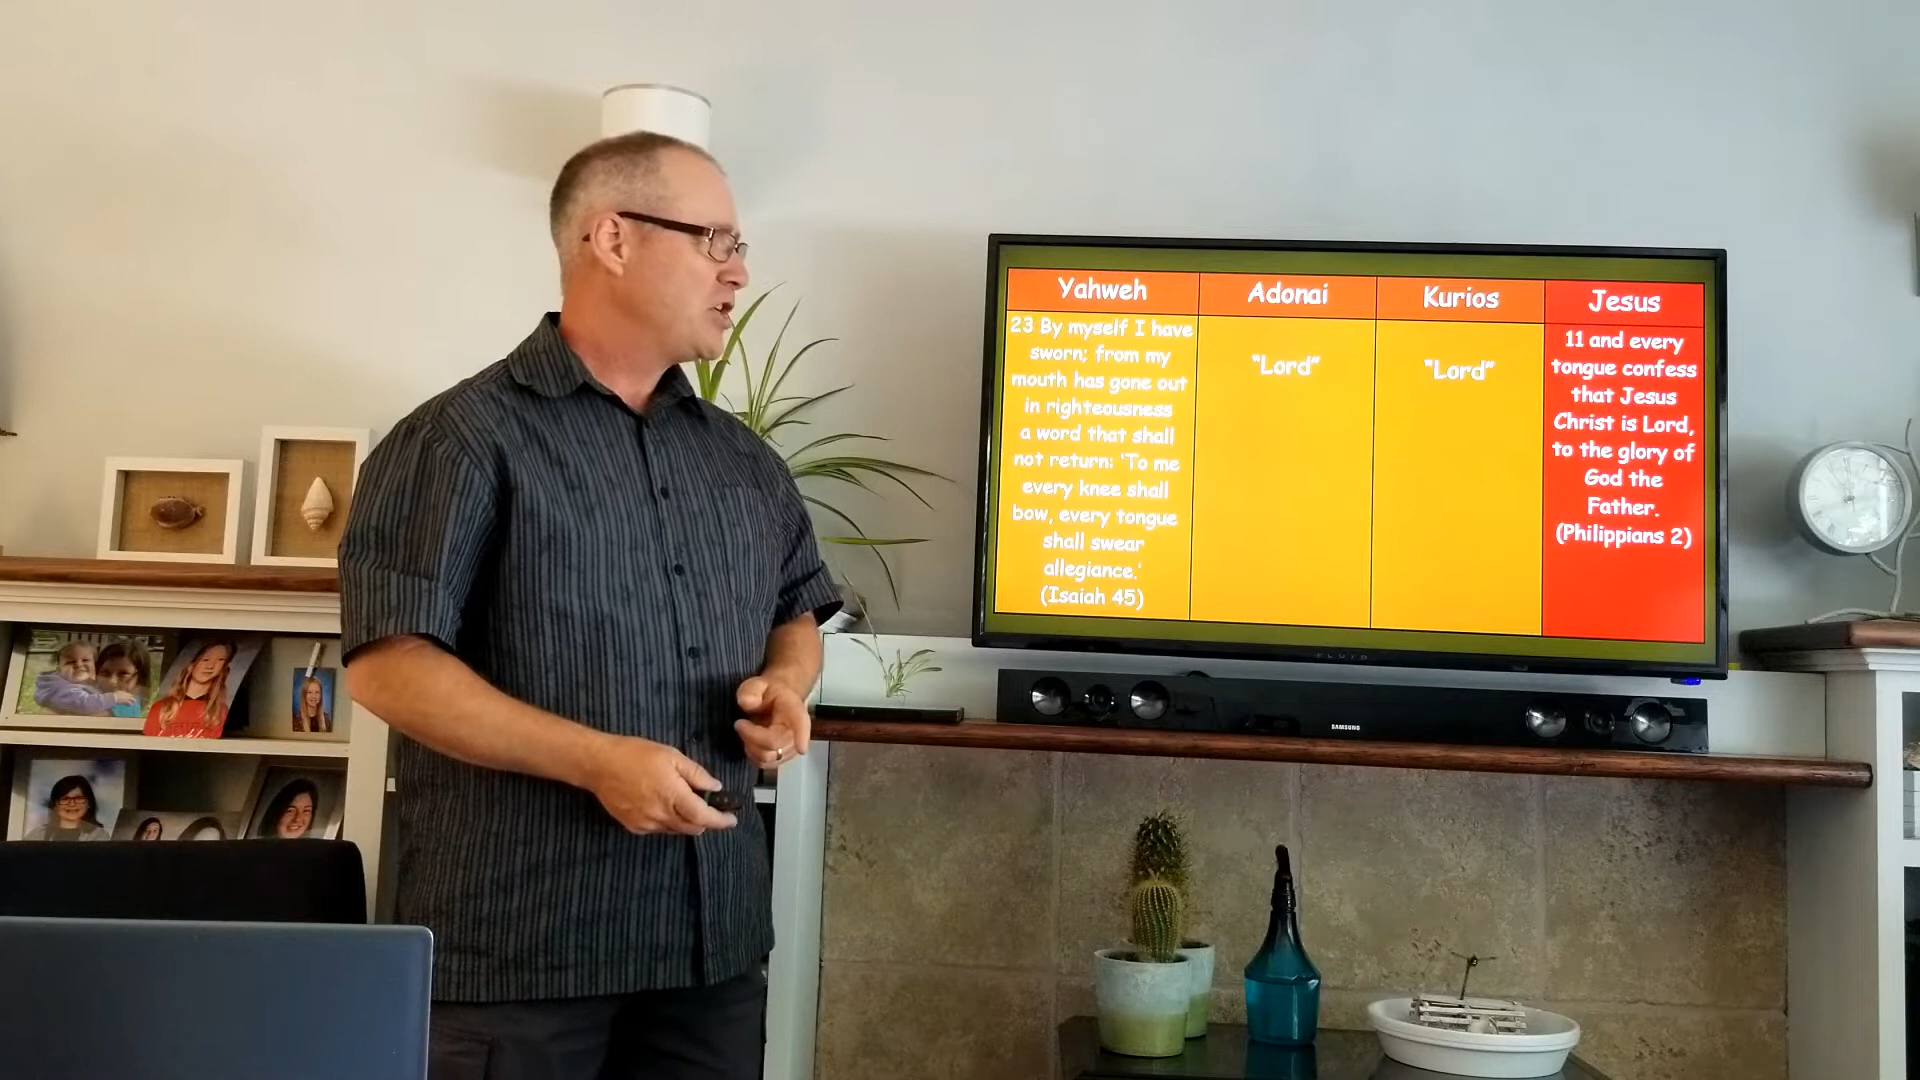 Yahweh
Adonai
Kurios
Jesus
23 By myself I have
sworn; from my
mouth has gone out
in righteousness
a word that shall
not return: 'To me
every knee shall
bow, every tongue
shall swear
allegiance.'
(Isaiah 45)
"Lord"
"Lord"
11 and every
tongue confess
that Jesus
Christ is Lord,
to the glory of
God the
Father.
(Philippians 2)
FLUID
SAMSUNG